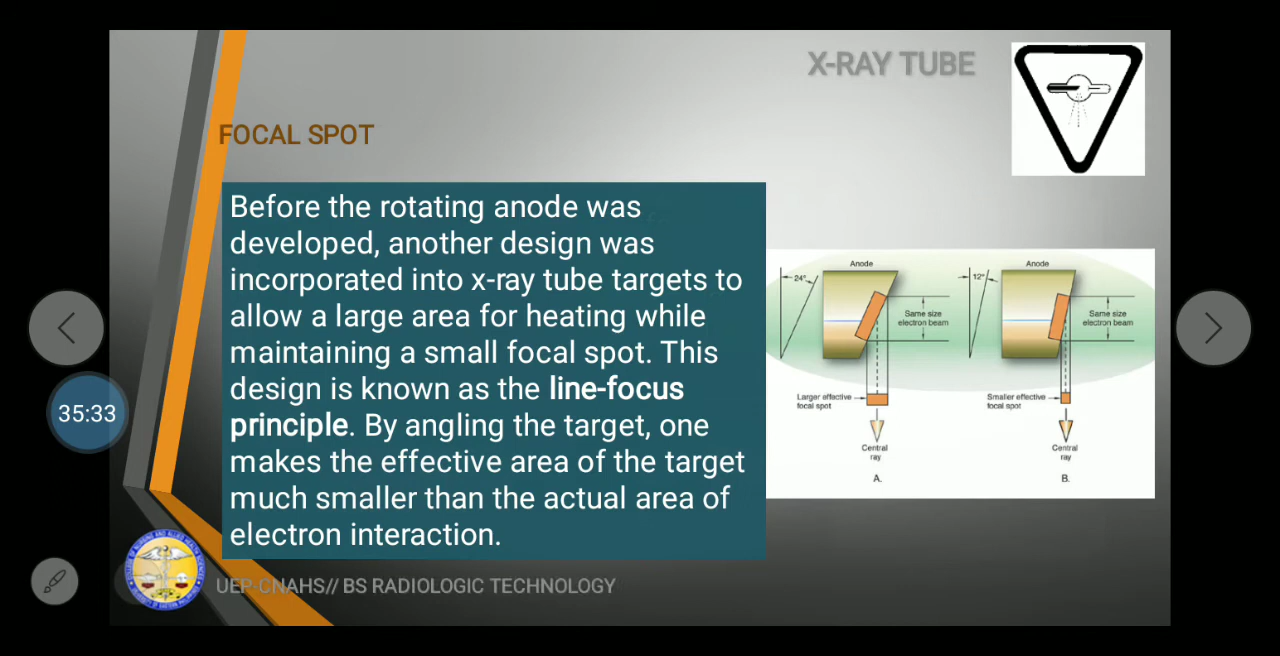 X-RAY TUBE
FOCAL SPOT
Before the rotating anode was
developed, another design was
incorporated into x-ray tube targets to
allow a large area for heating while
maintaining a small focal spot. This
design is known as the line-focus
principle. By angling the target, one
makes the effective area of the target
much smaller than the actual area of
electron interaction.
Anode
24°
Same size
electron beam
Larger effective
focal spot
Central
ray
A.
Anode
12°
Same size
electron beam
Smaller effective
focal spot
Central
ray
B.
35:33
UEP-CNAHS// BS RADIOLOGIC TECHNOLOGY